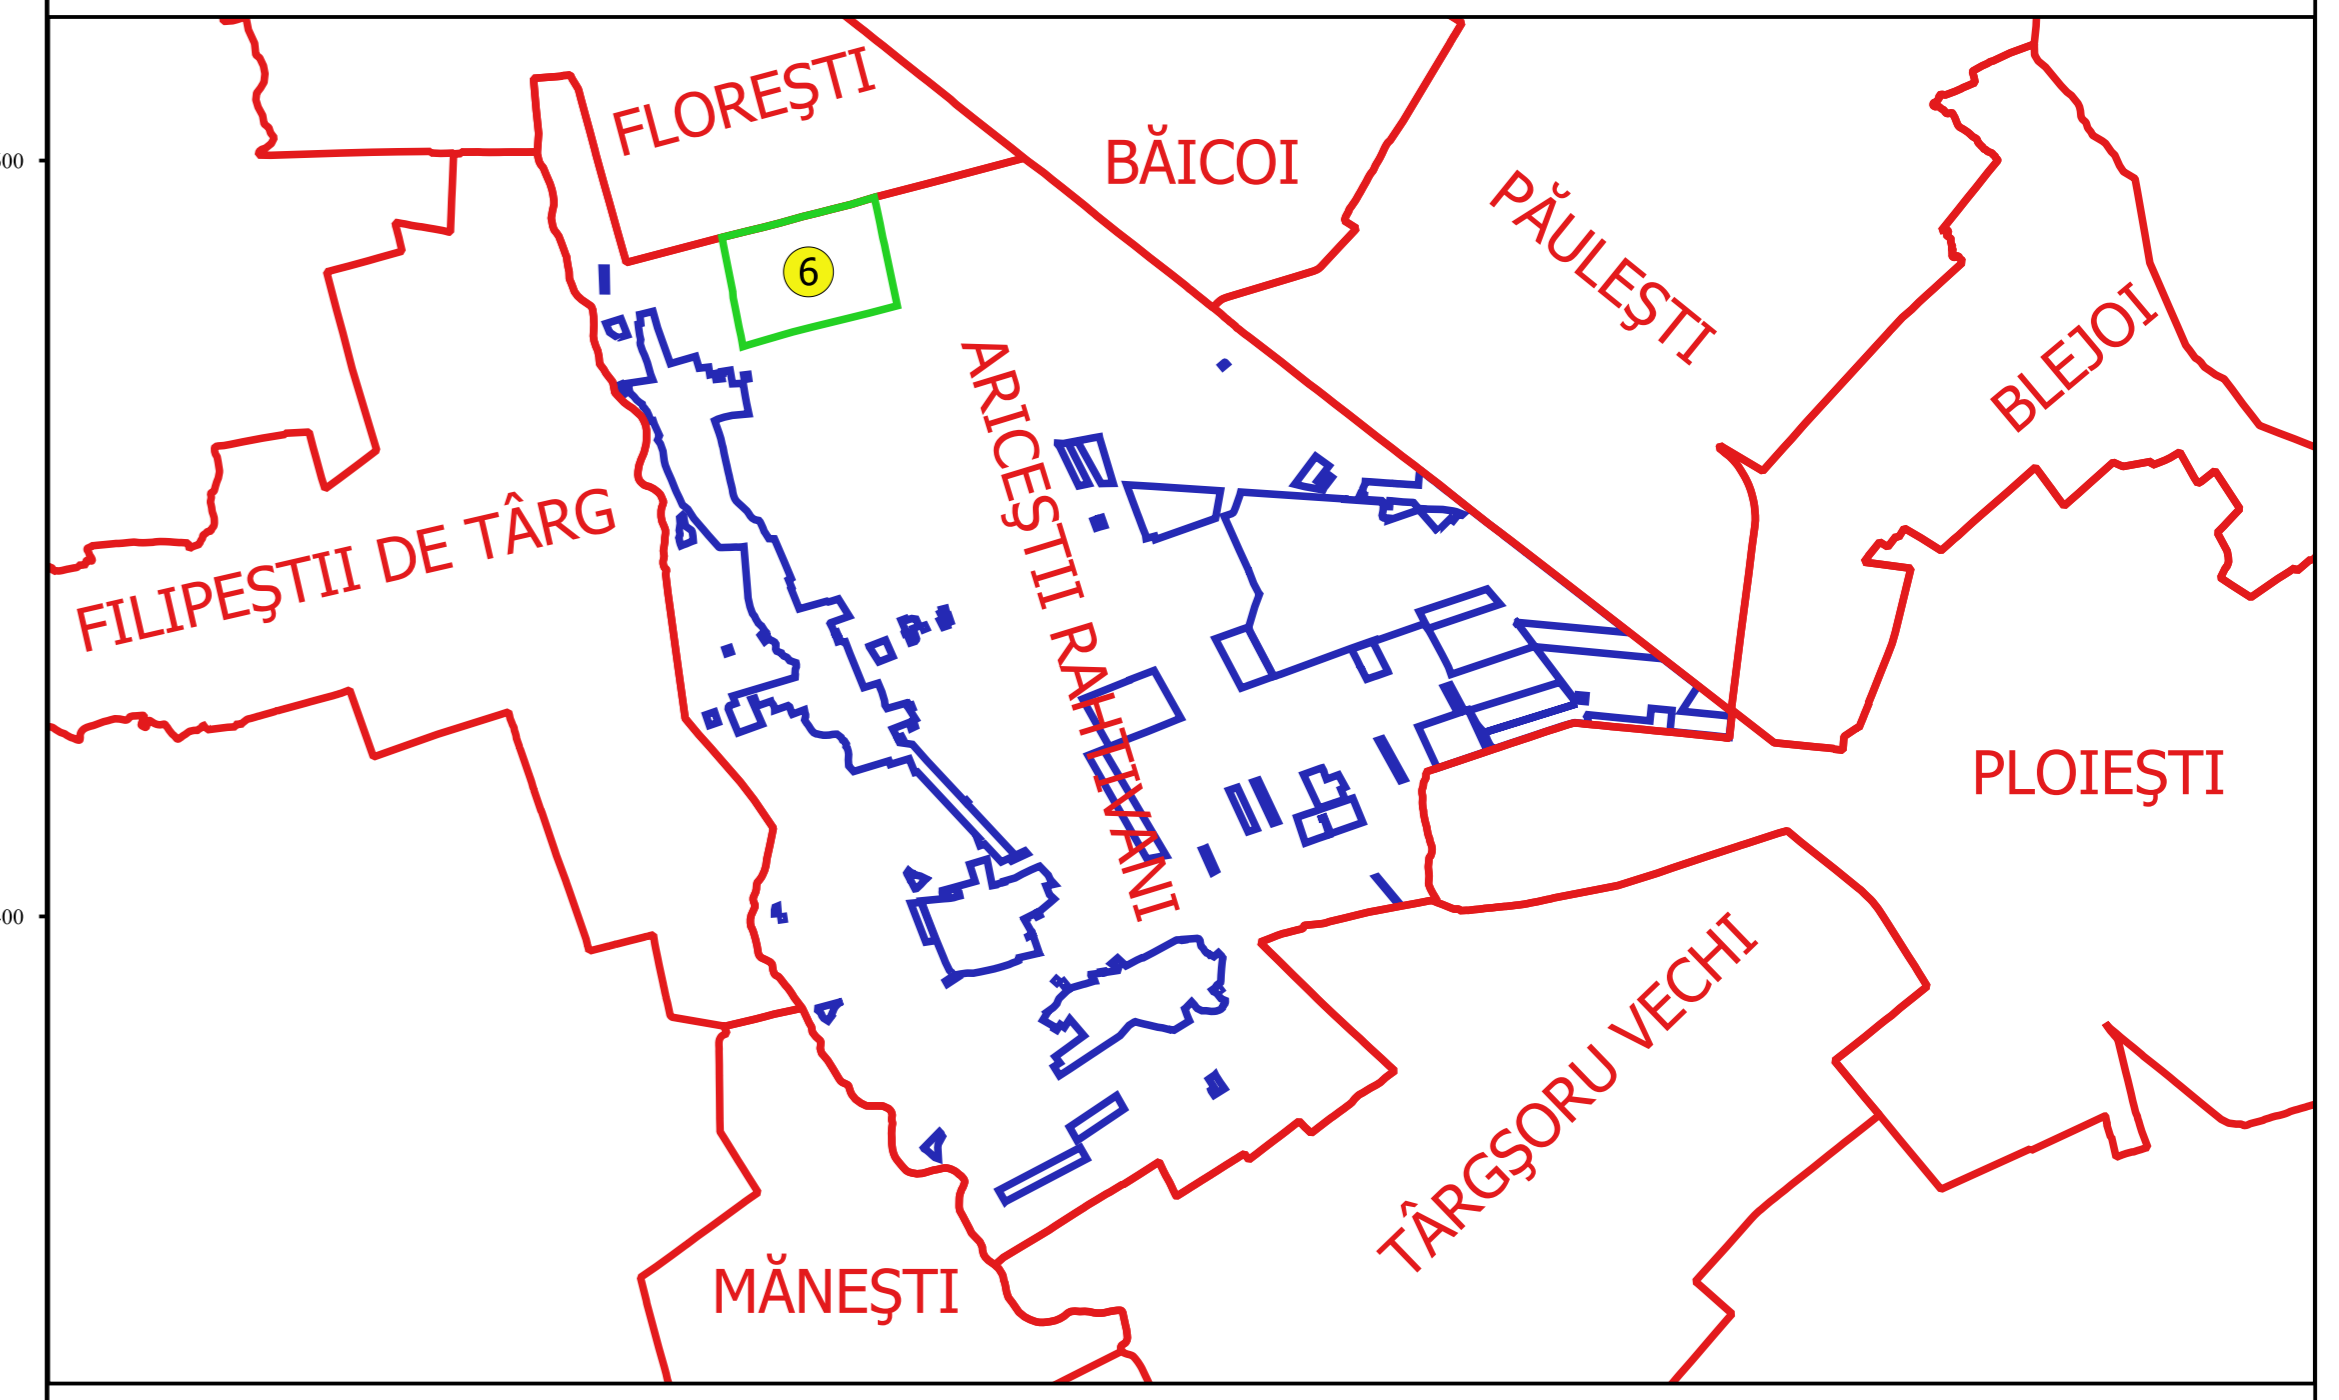 FLOREŞTI
BĂICOI
PĂULEŞTI
BLEJOI
6
ARICEŞTII RAHTIVANI
FILIPEŞTII DE TÂRG
PLOIEŞTI
TÂRGŞORU VECHI
MĂNEŞTI